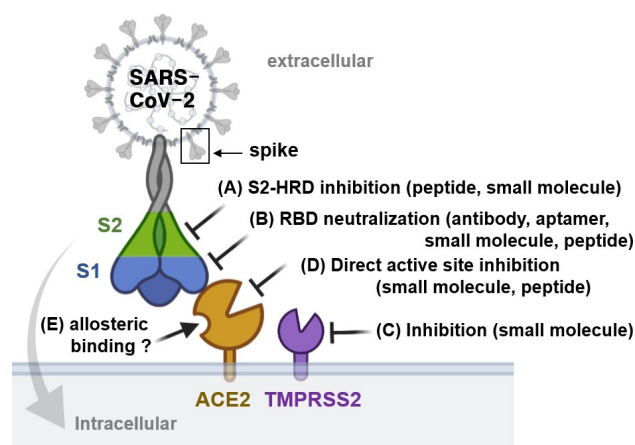 SARS-
CoV-2
extracellular
spike
(A) S2-HRD inhibition (peptide, small molecule)
S2
(B) RBD neutralization (antibody, aptamer,
small molecule, peptide)
S1
(D) Direct active site inhibition
(small molecule, peptide)
(E) allosteric
binding ?
(C) Inhibition (small molecule)
ACE2
TMPRSS2
Intracellular